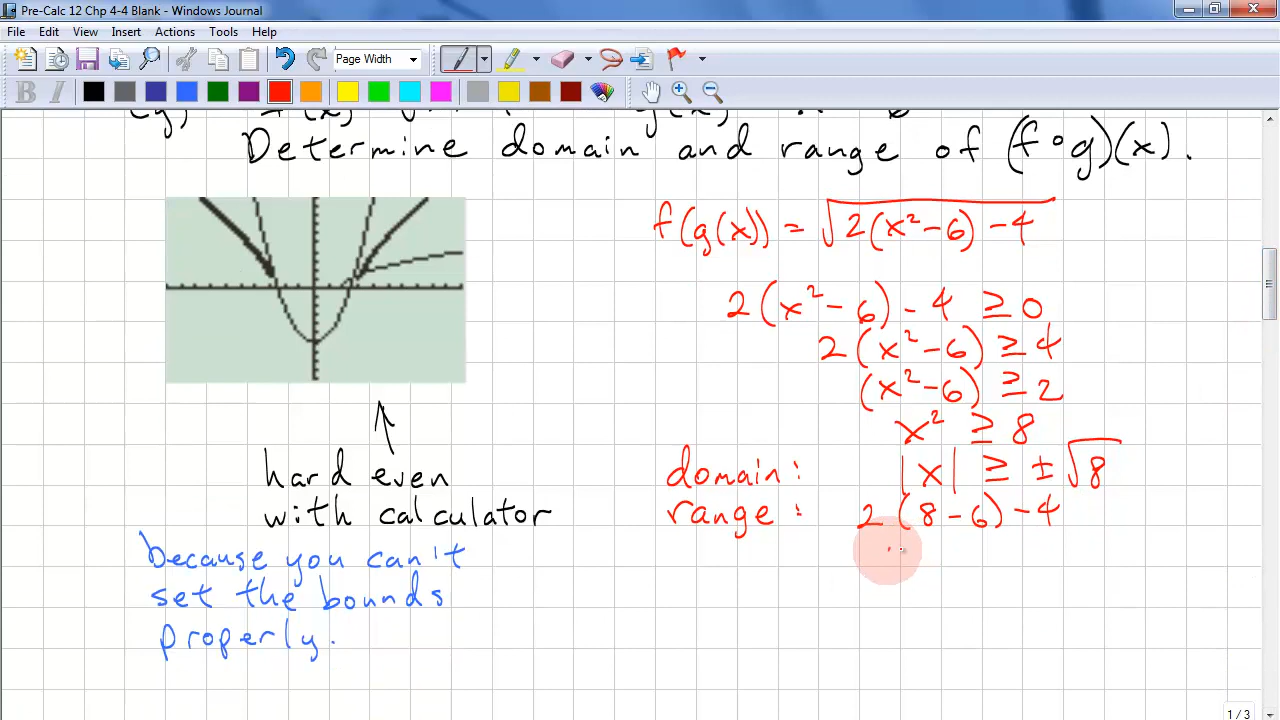 Pre-Calc 12 Chp 4-4 Blank - Windows Journal
File Edit View Insert Actions Tools Help
Page Width
B I
Determine domain and range of (f∘g)(x).
f(g(x)) = √2(x²-6) -4
2(x²-6) -4 ≥ 0
2(x²-6) ≥ 4
(x²-6) ≥ 2
x² ≥ 8
domain: |x| ≥ ±√8
range: 2(8-6)-4
hard even
with calculator
because you can't
set the bounds
properly.
1/3